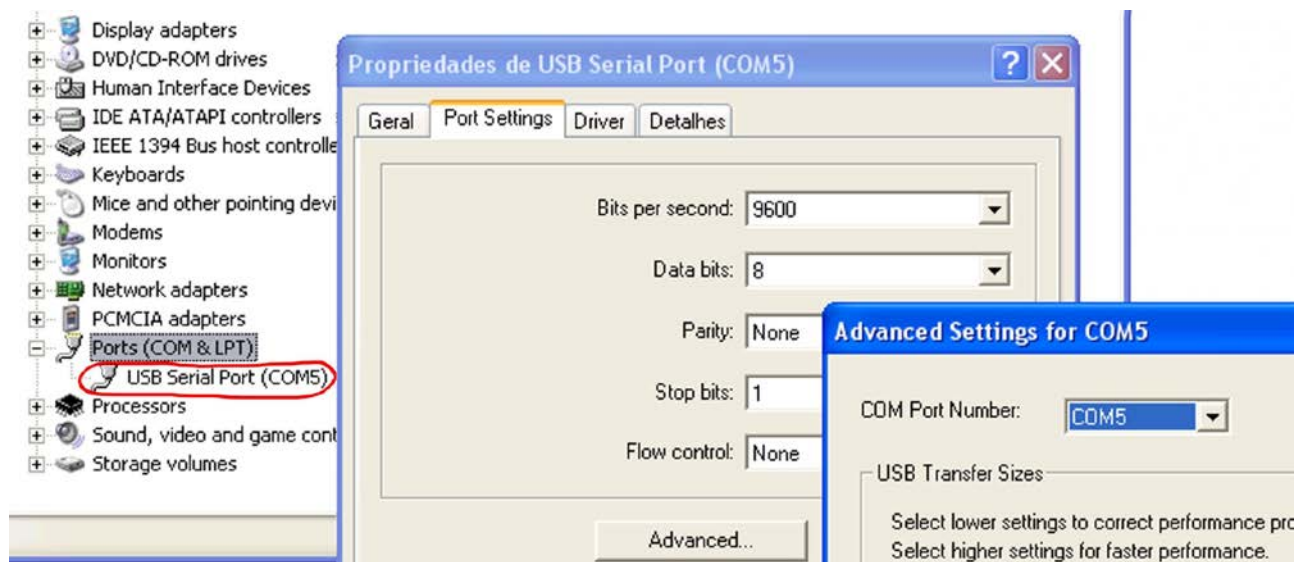 Display adapters
DVD/CD-ROM drives
Human Interface Devices
IDE ATA/ATAPI controllers
IEEE 1394 Bus host controlle
Keyboards
Mice and other pointing devi
Modems
Monitors
Network adapters
PCMCIA adapters
Ports (COM & LPT)
USB Serial Port (COM5)
Processors
Sound, video and game cont
Storage volumes
Propriedades de USB Serial Port (COM5)
Geral Port Settings Driver Detalhes
Bits per second: 9600
Data bits: 8
Parity: None
Stop bits: 1
Flow control: None
Advanced...
Advanced Settings for COM5
COM Port Number: COM5
USB Transfer Sizes
Select lower settings to correct performance pro
Select higher settings for faster performance.